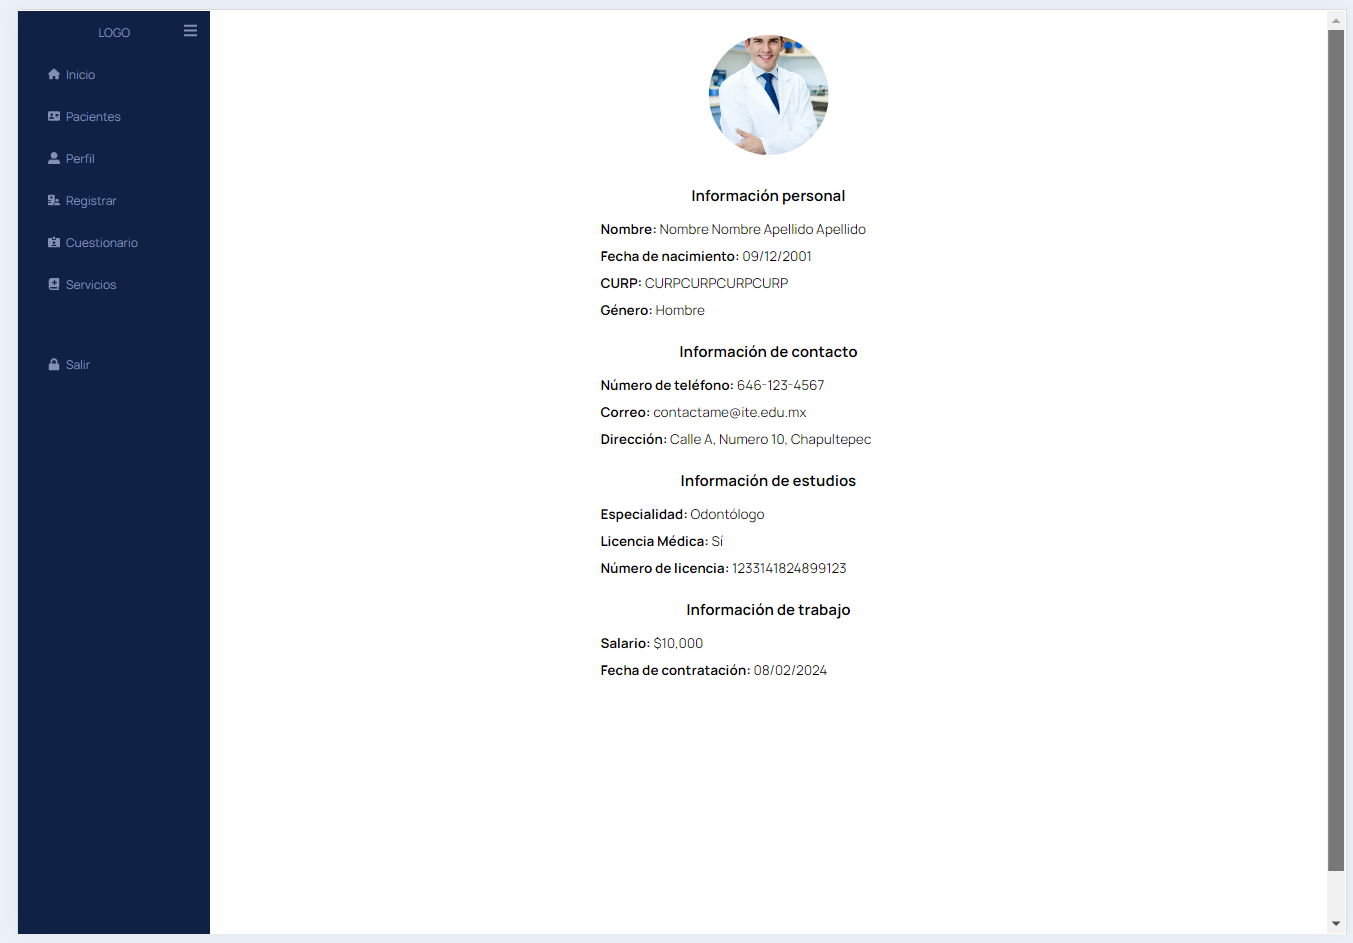 LOGO
Inicio
Pacientes
Perfil
Registrar
Cuestionario
Servicios
Salir
Información personal
Nombre: Nombre Nombre Apellido Apellido
Fecha de nacimiento: 09/12/2001
CURP: CURPCURPCURPCURP
Género: Hombre
Información de contacto
Número de teléfono: 646-123-4567
Correo: contactame@ite.edu.mx
Dirección: Calle A, Numero 10, Chapultepec
Información de estudios
Especialidad: Odontólogo
Licencia Médica: Sí
Número de licencia: 1233141824899123
Información de trabajo
Salario: $10,000
Fecha de contratación: 08/02/2024